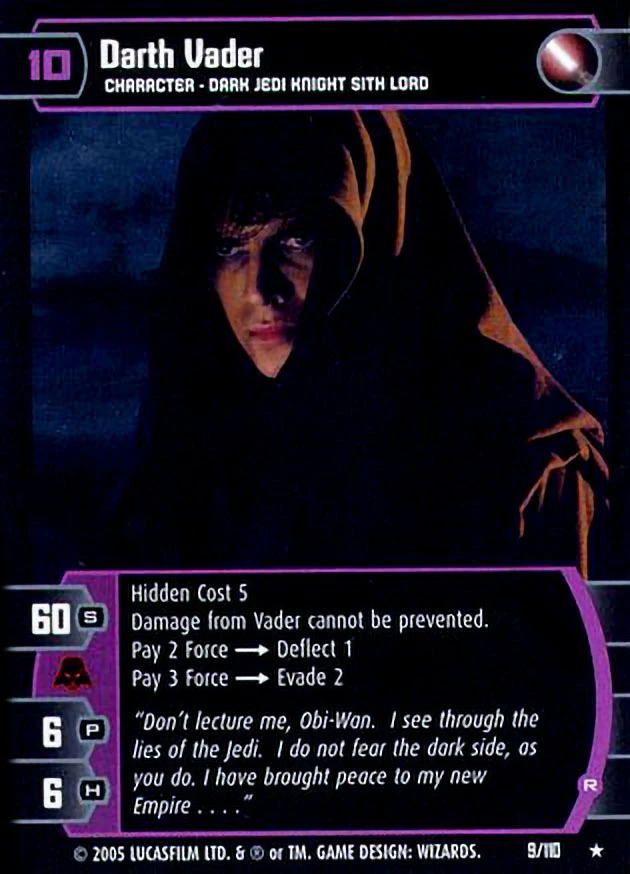 10 Darth Vader
CHARACTER - DARK JEDI KNIGHT SITH LORD
Hidden Cost 5
60 S
Damage from Vader cannot be prevented.
Pay 2 Force → Deflect 1
Pay 3 Force → Evade 2
6 P
6 H
"Don't lecture me, Obi-Wan. I see through the
lies of the Jedi. I do not fear the dark side, as
you do. I have brought peace to my new
Empire . . . ."
R
© 2005 LUCASFILM LTD. & ® or TM. GAME DESIGN: WIZARDS. 9/110 ★